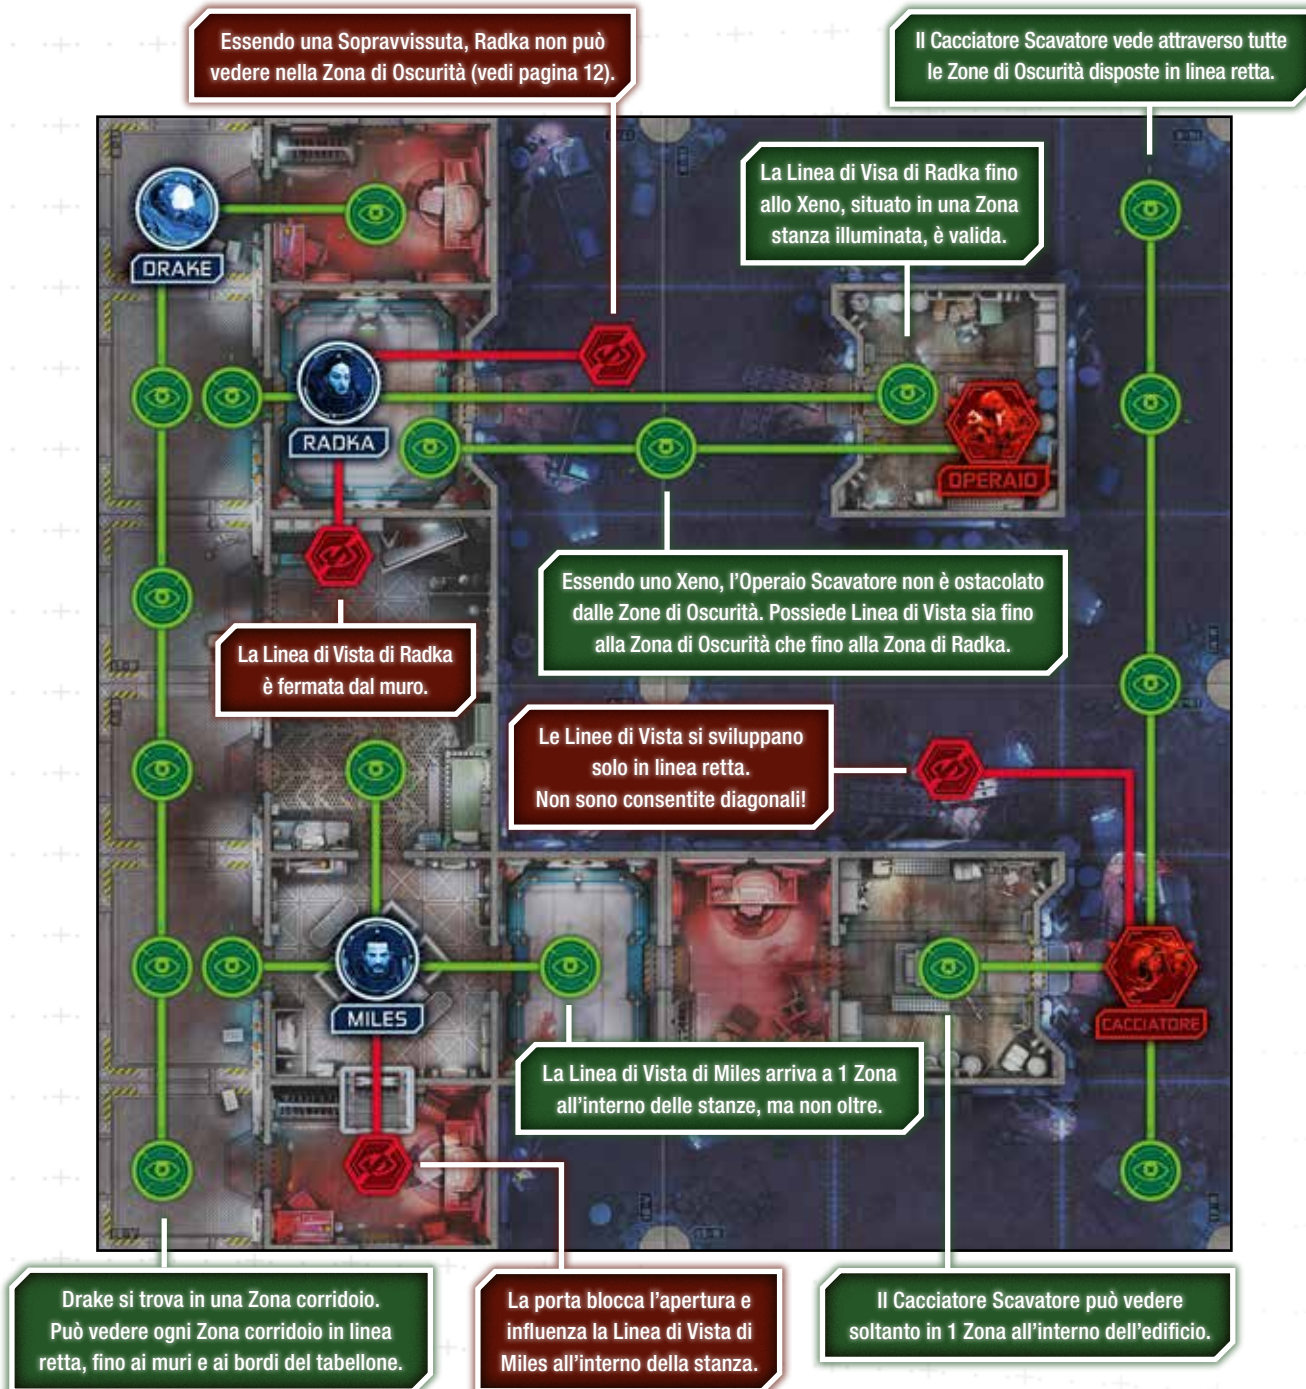 Essendo una Sopravvissuta, Radka non può
vedere nella Zona di Oscurità (vedi pagina 12).
Il Cacciatore Scavatore vede attraverso tutte
le Zone di Oscurità disposte in linea retta.
La Linea di Visa di Radka fino
allo Xeno, situato in una Zona
stanza illuminata, è valida.
DRAKE
RADKA
OPERAIO
Essendo uno Xeno, l'Operaio Scavatore non è ostacolato
dalle Zone di Oscurità. Possiede Linea di Vista sia fino
alla Zona di Oscurità che fino alla Zona di Radka.
La Linea di Vista di Radka
è fermata dal muro.
Le Linee di Vista si sviluppano
solo in linea retta.
Non sono consentite diagonali!
MILES
CACCIATORE
La Linea di Vista di Miles arriva a 1 Zona
all'interno delle stanze, ma non oltre.
Drake si trova in una Zona corridoio.
Può vedere ogni Zona corridoio in linea
retta, fino ai muri e ai bordi del tabellone.
La porta blocca l'apertura e
influenza la Linea di Vista di
Miles all'interno della stanza.
Il Cacciatore Scavatore può vedere
soltanto in 1 Zona all'interno dell'edificio.